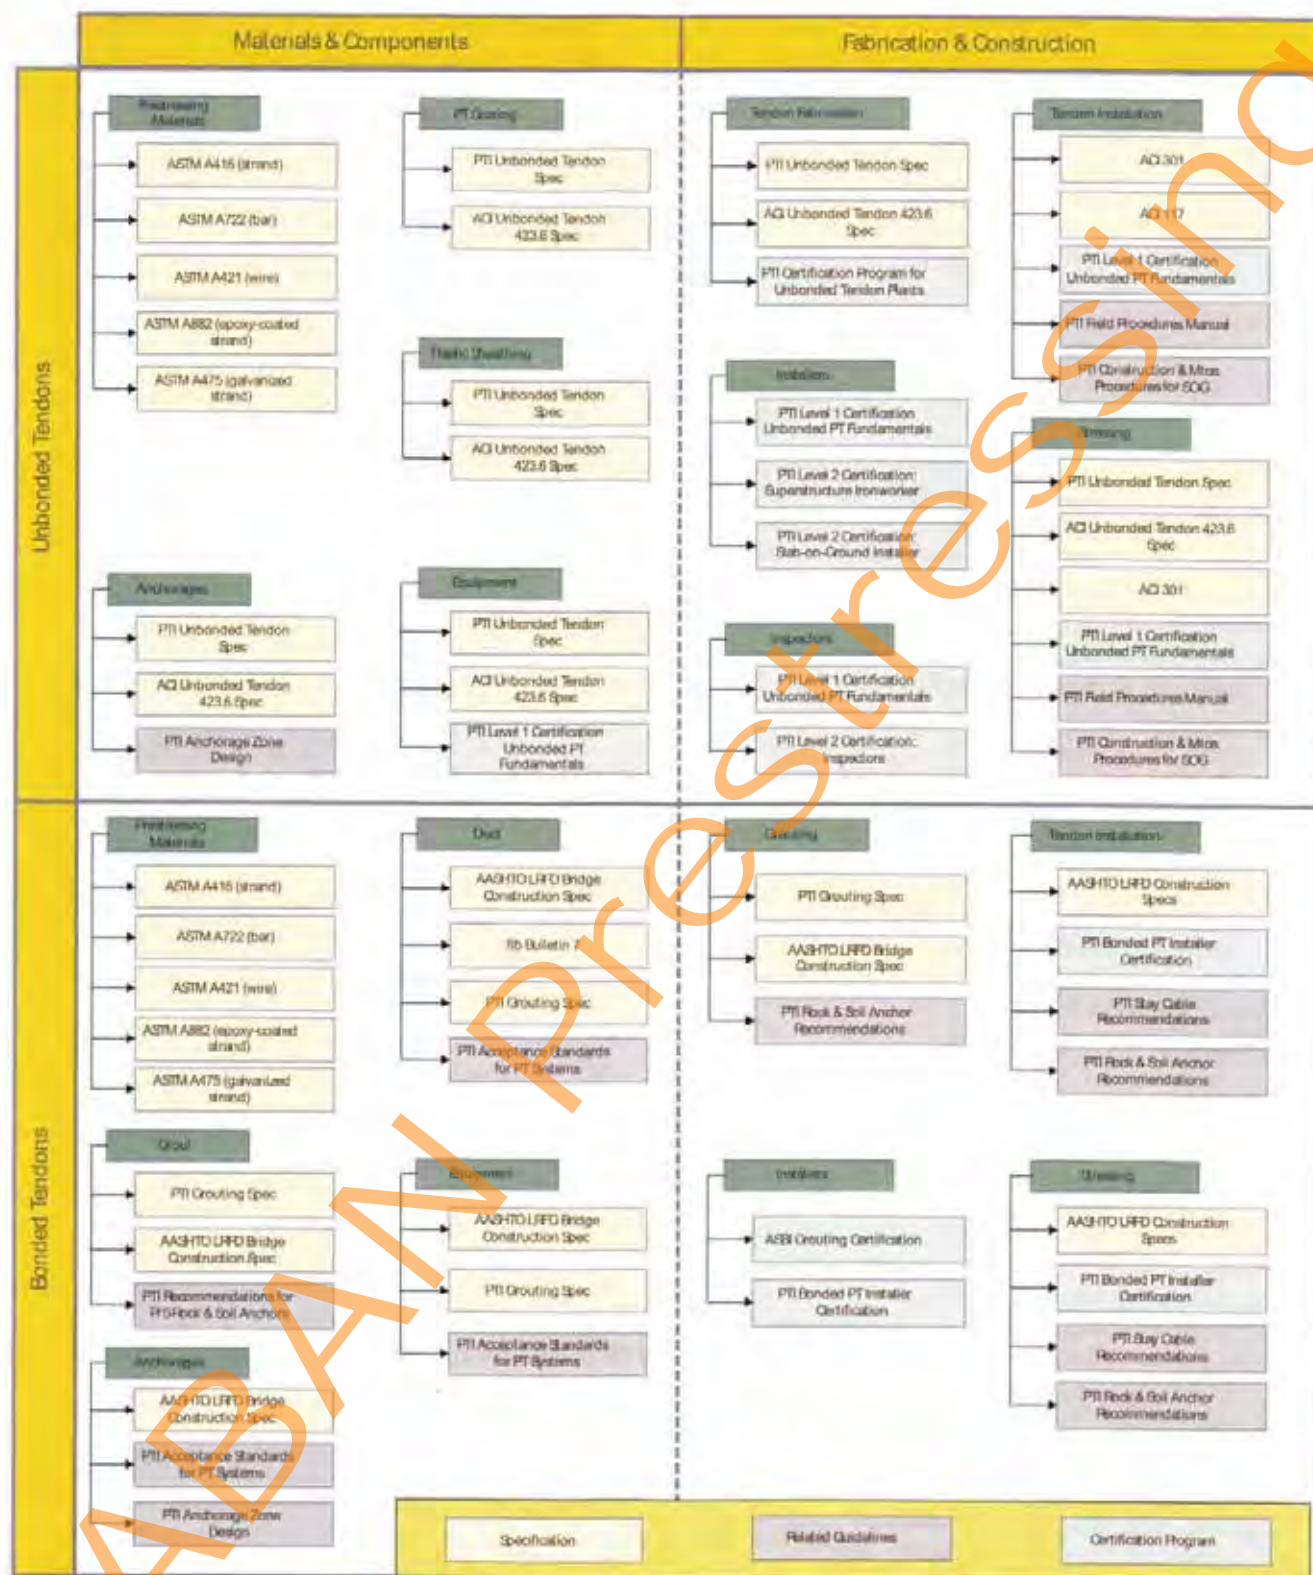 Materials & Components
Fabrication & Construction
Unbonded Tendons
Prestressing
Materials
ASTM A416 (strand)
ASTM A722 (bar)
ASTM A421 (wire)
ASTM A882 (epoxy-coated
strand)
ASTM A475 (galvanized
strand)
PT Coating
PTI Unbonded Tendon
Spec
ACI Unbonded Tendon
423.6 Spec
Plastic Sheathing
PTI Unbonded Tendon
Spec
ACI Unbonded Tendon
423.6 Spec
Anchorages
PTI Unbonded Tendon
Spec
ACI Unbonded Tendon
423.6 Spec
PTI Anchorage Zone
Design
Equipment
PTI Unbonded Tendon
Spec
ACI Unbonded Tendon
423.6 Spec
PTI Level 1 Certification
Unbonded PT
Fundamentals
Tendon Fabrication
PTI Unbonded Tendon Spec
ACI Unbonded Tendon 423.6
Spec
PTI Certification Program for
Unbonded Tendon Plants
Installers
PTI Level 1 Certification
Unbonded PT Fundamentals
PTI Level 2 Certification:
Superstructure Ironworker
PTI Level 2 Certification:
Slab-on-Ground Installer
Inspectors
PTI Level 1 Certification
Unbonded PT Fundamentals
PTI Level 2 Certification:
Inspectors
Tendon Installation
ACI 301
ACI 117
PTI Level 1 Certification
Unbonded PT Fundamentals
PTI Field Procedures Manual
PTI Construction & Mtce
Procedures for SOG
Stressing
PTI Unbonded Tendon Spec
ACI Unbonded Tendon 423.6
Spec
ACI 301
PTI Level 1 Certification
Unbonded PT Fundamentals
PTI Field Procedures Manual
PTI Construction & Mtce
Procedures for SOG
Bonded Tendons
Prestressing
Materials
ASTM A416 (strand)
ASTM A722 (bar)
ASTM A421 (wire)
ASTM A882 (epoxy-coated
strand)
ASTM A475 (galvanized
strand)
Grout
PTI Grouting Spec
AASHTO LRFD Bridge
Construction Spec
PTI Recommendations for
Rock & Soil Anchors
Anchorages
AASHTO LRFD Bridge
Construction Spec
PTI Acceptance Standards
for PT Systems
PTI Anchorage Zone
Design
Duct
AASHTO LRFD Bridge
Construction Spec
fib Bulletin 7
PTI Grouting Spec
PTI Acceptance Standards
for PT Systems
Equipment
AASHTO LRFD Bridge
Construction Spec
PTI Grouting Spec
PTI Acceptance Standards
for PT Systems
Grouting
PTI Grouting Spec
AASHTO LRFD Bridge
Construction Spec
PTI Rock & Soil Anchor
Recommendations
Installers
ASBI Grouting Certification
PTI Bonded PT Installer
Certification
Tendon Installation
AASHTO LRFD Construction
Specs
PTI Bonded PT Installer
Certification
PTI Stay Cable
Recommendations
PTI Rock & Soil Anchor
Recommendations
Stressing
AASHTO LRFD Construction
Specs
PTI Bonded PT Installer
Certification
PTI Stay Cable
Recommendations
PTI Rock & Soil Anchor
Recommendations
Specification
Related Guidelines
Certification Program
ABAN Prestressing